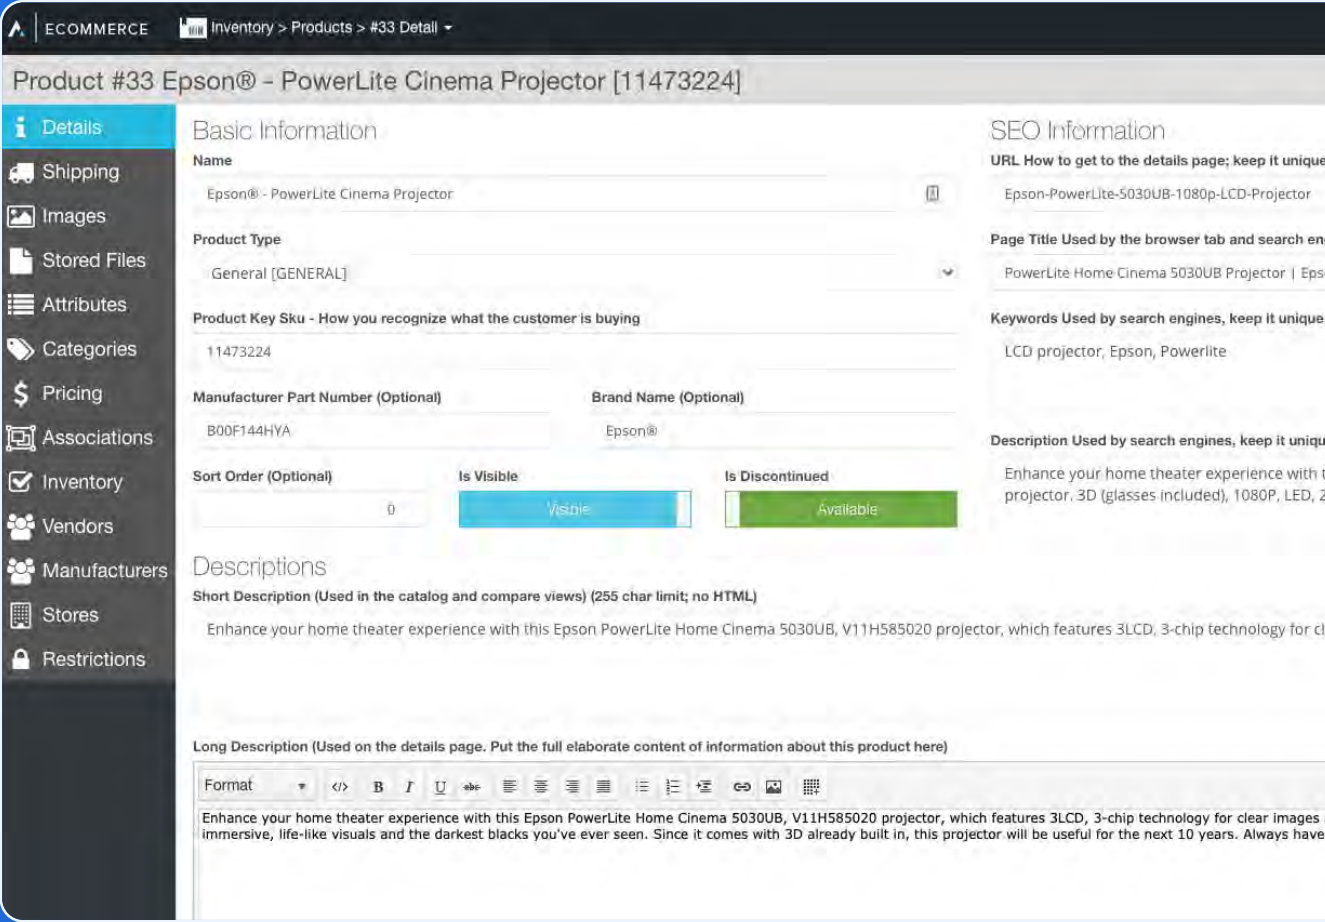 ECOMMERCE
Inventory > Products > #33 Detail
Product #33 Epson® - PowerLite Cinema Projector [11473224]
Details
Shipping
Images
Stored Files
Attributes
Categories
Pricing
Associations
Inventory
Vendors
Manufacturers
Stores
Restrictions
Basic Information
Name
Epson® - PowerLite Cinema Projector
Product Type
General [GENERAL]
Product Key Sku - How you recognize what the customer is buying
11473224
Manufacturer Part Number (Optional)
Brand Name (Optional)
B00F144HYA
Epson®
Sort Order (Optional)
Is Visible
Is Discontinued
0
Visible
Available
SEO Information
URL How to get to the details page; keep it unique
Epson-PowerLite-5030UB-1080p-LCD-Projector
Page Title Used by the browser tab and search en
PowerLite Home Cinema 5030UB Projector | Eps
Keywords Used by search engines, keep it unique
LCD projector, Epson, Powerlite
Description Used by search engines, keep it uniqu
Enhance your home theater experience with t
projector. 3D (glasses included), 1080P, LED, 2
Descriptions
Short Description (Used in the catalog and compare views) (255 char limit; no HTML)
Enhance your home theater experience with this Epson PowerLite Home Cinema 5030UB, V11H585020 projector, which features 3LCD, 3-chip technology for cl
Long Description (Used on the details page. Put the full elaborate content of information about this product here)
Format </> B I U abc
Enhance your home theater experience with this Epson PowerLite Home Cinema 5030UB, V11H585020 projector, which features 3LCD, 3-chip technology for clear images
immersive, life-like visuals and the darkest blacks you've ever seen. Since it comes with 3D already built in, this projector will be useful for the next 10 years. Always have